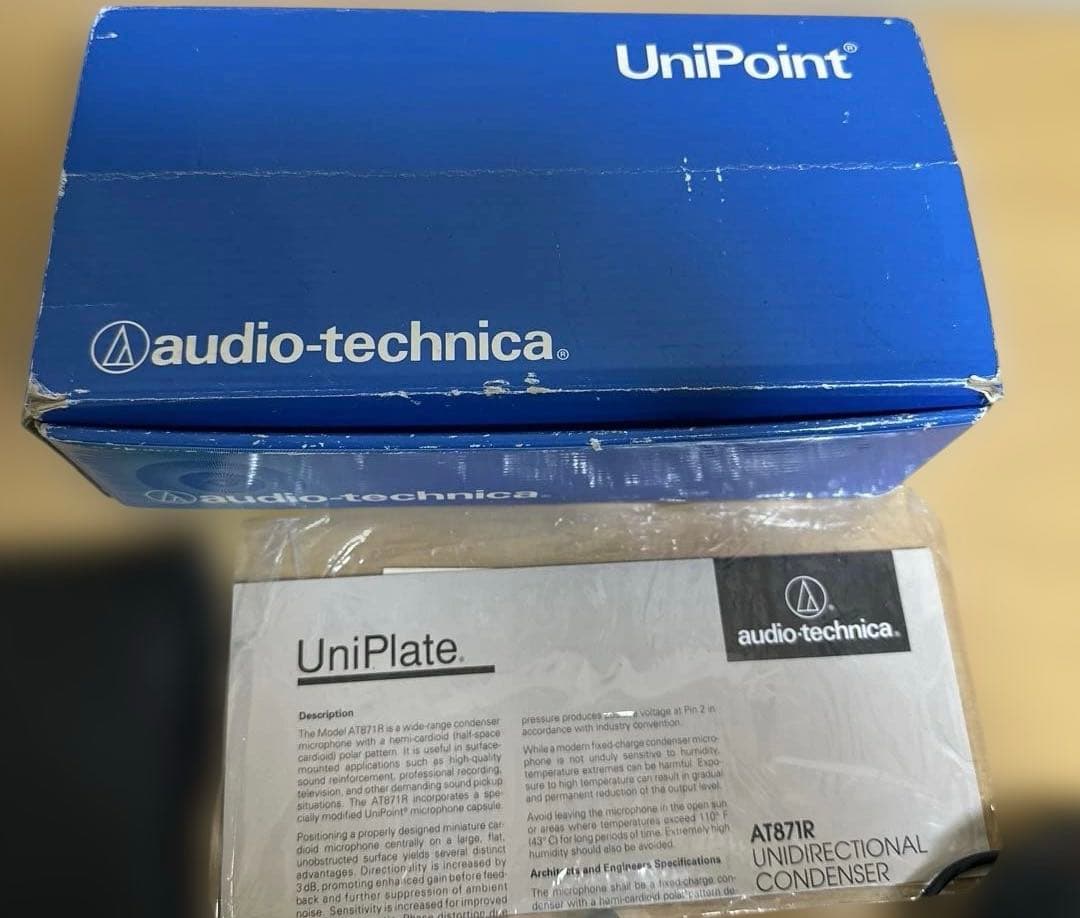 UniPoint®
audio-technica®
audio-technica
UniPlate®
audio-technica®
Description
The Model AT871R is a wide-range condenser
microphone with a hemi-cardioid (half-space
cardioid) polar pattern. It is useful in surface-
mounted applications such as high-quality
sound reinforcement, professional recording,
television, and other demanding sound pickup
situations. The AT871R incorporates a spe-
cially modified UniPoint® microphone capsule.
Positioning a properly designed miniature car-
dioid microphone centrally on a large, flat,
unobstructed surface yields several distinct
advantages. Directionality is increased by
3 dB, promoting enhanced gain before feed-
back and further suppression of ambient
noise. Sensitivity is increased for improved
Phase distortion
pressure produces voltage at Pin 2 in
accordance with industry convention.
While a modern fixed-charge condenser micro-
phone is not unduly sensitive to humidity,
temperature extremes can be harmful. Expo-
sure to high temperature can result in gradual
and permanent reduction of the output level.
Avoid leaving the microphone in the open sun
or areas where temperatures exceed 110° F
(43° C) for long periods of time. Extremely high
humidity should also be avoided.
Architects and Engineers Specifications
The microphone shall be a fixed-charge con-
denser with a hemi-cardioid polar pattern de-
AT871R
UNIDIRECTIONAL
CONDENSER